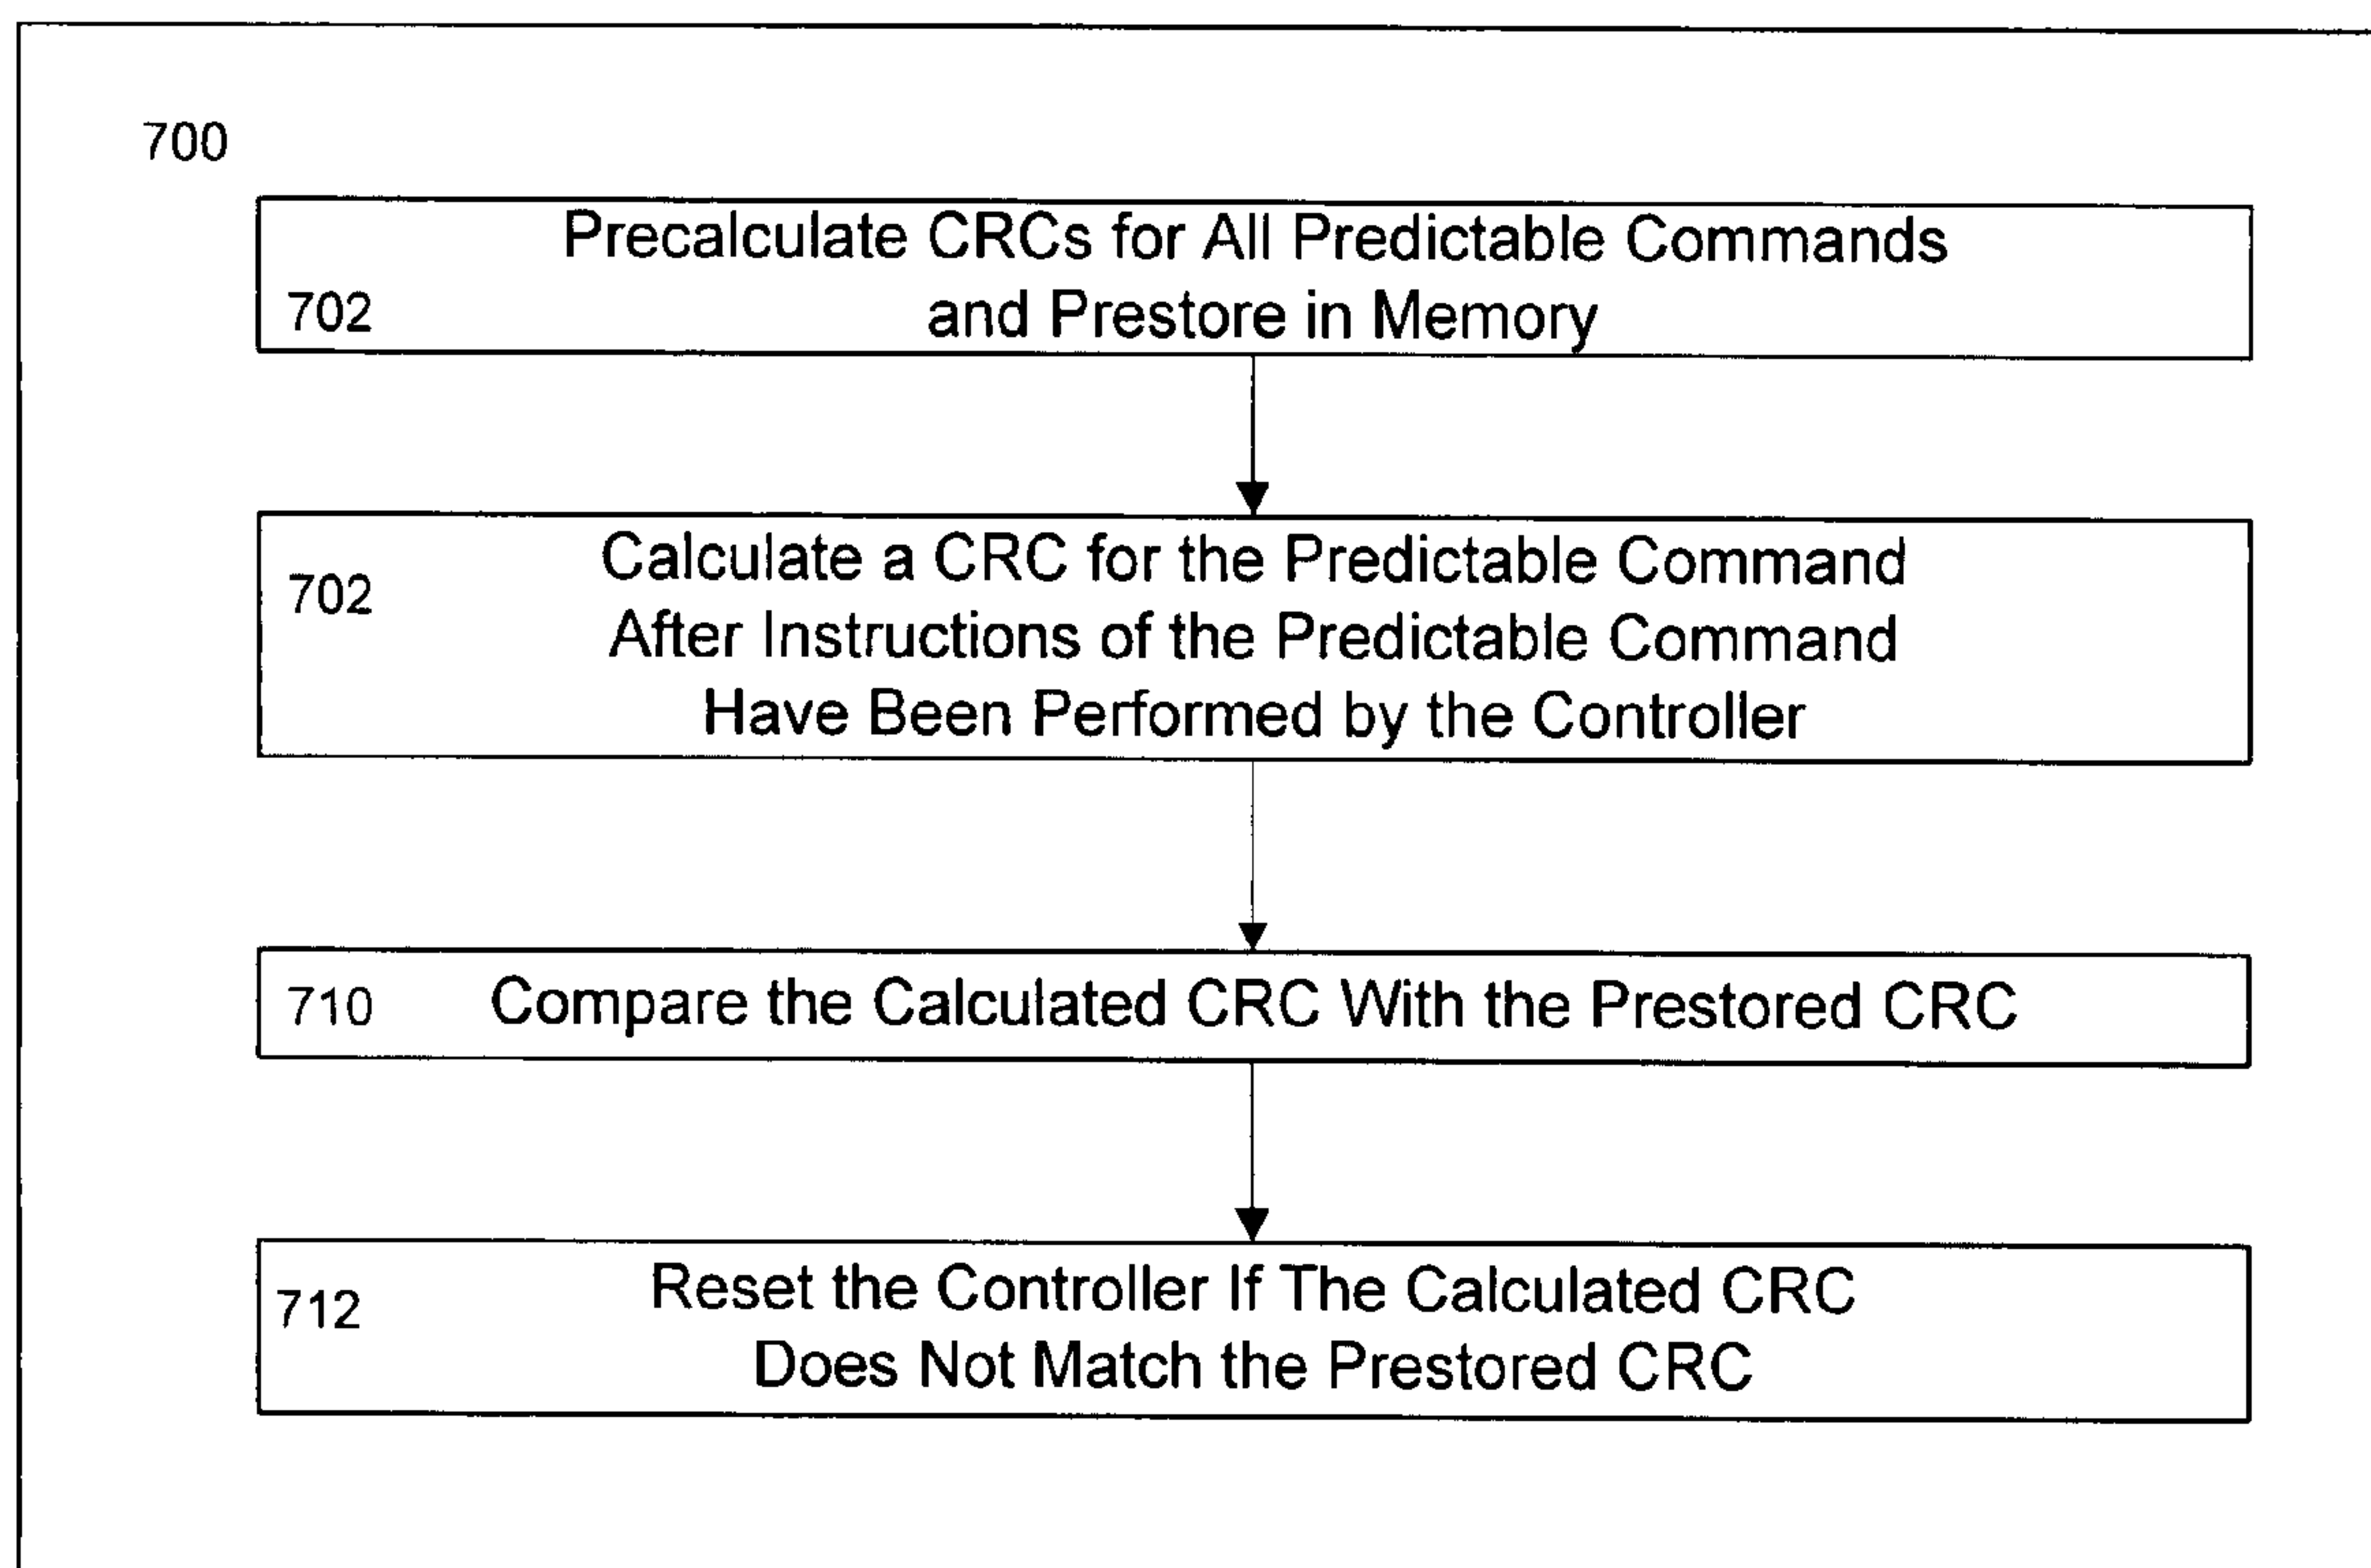 700
Precalculate CRCs for All Predictable Commands
702 and Prestore in Memory
Calculate a CRC for the Predictable Command
702
After Instructions of the Predictable Command
Have Been Performed by the Controller
710 Compare the Calculated CRC With the Prestored CRC
Reset the Controller If The Calculated CRC
712
Does Not Match the Prestored CRC